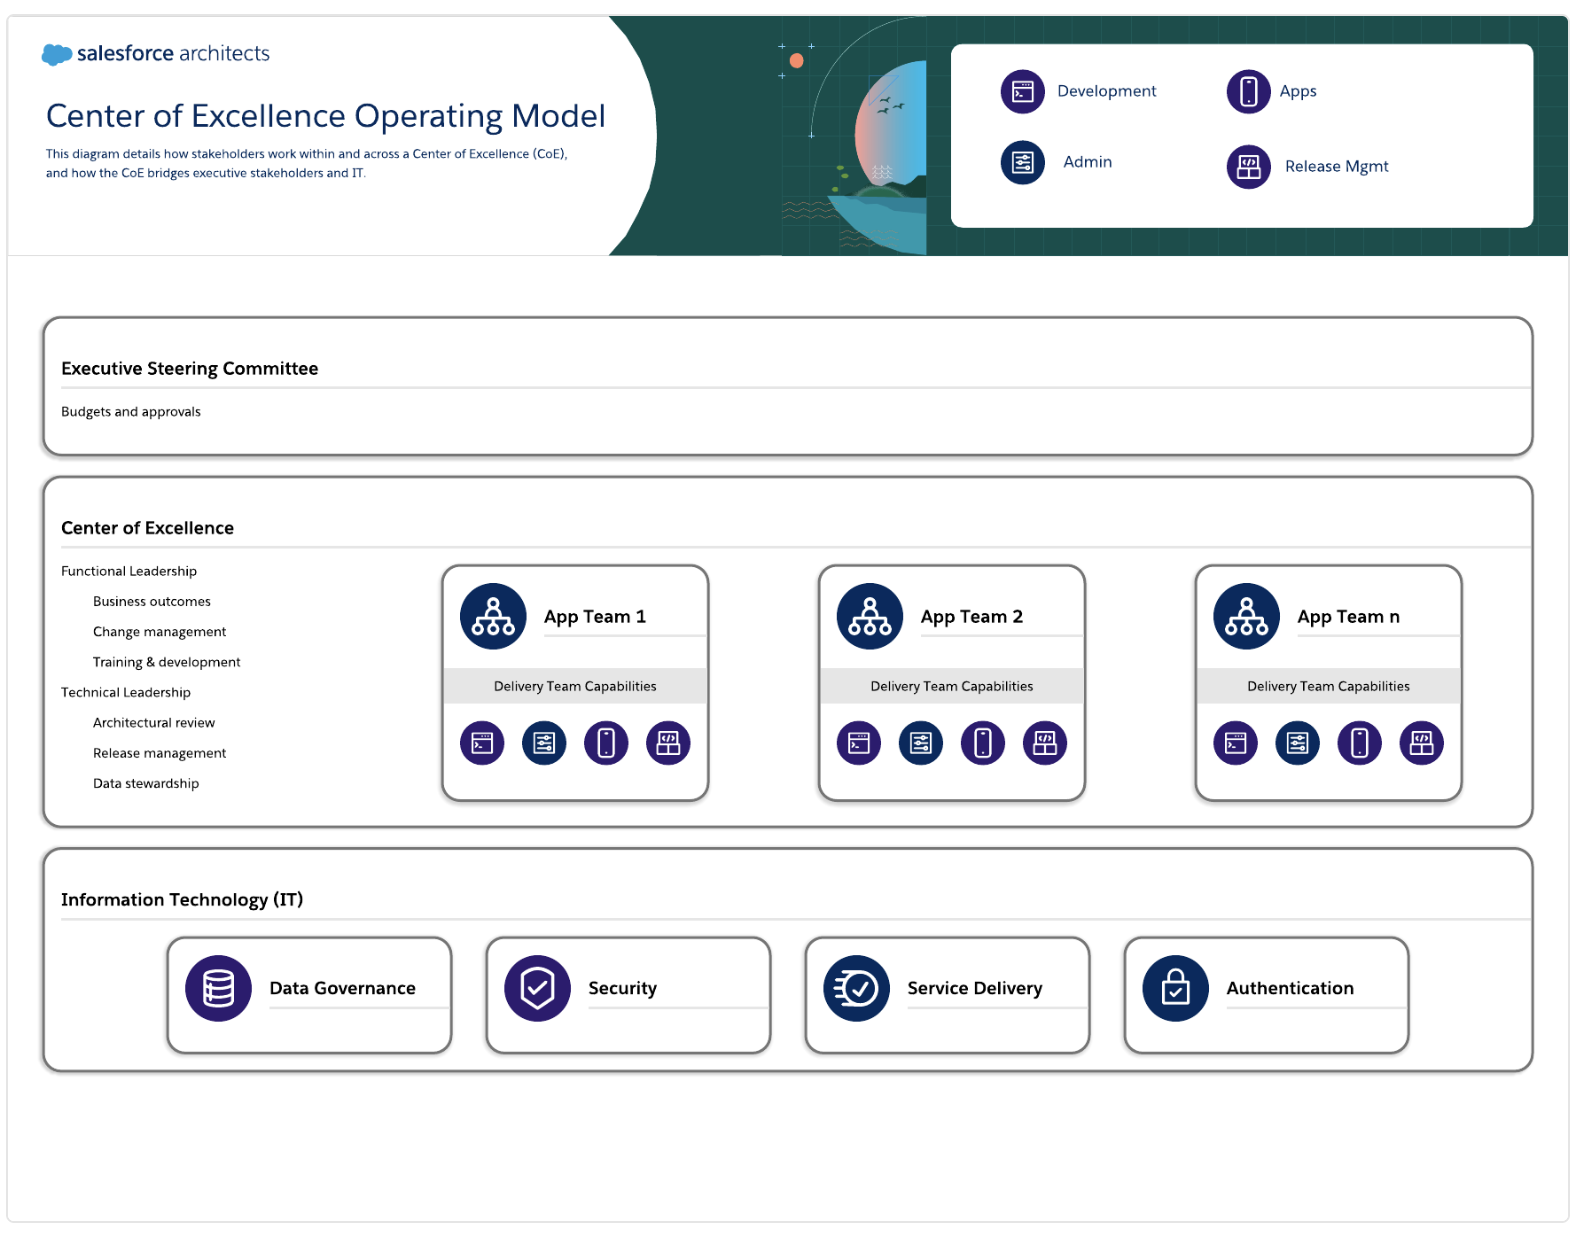 salesforce architects
Center of Excellence Operating Model
This diagram details how stakeholders work within and across a Center of Excellence (CoE),
and how the CoE bridges executive stakeholders and IT.
Development
Apps
Admin
Release Mgmt
Executive Steering Committee
Budgets and approvals
Center of Excellence
Functional Leadership
Business outcomes
Change management
Training & development
Technical Leadership
Architectural review
Release management
Data stewardship
App Team 1
Delivery Team Capabilities
App Team 2
Delivery Team Capabilities
App Team n
Delivery Team Capabilities
Information Technology (IT)
Data Governance
Security
Service Delivery
Authentication